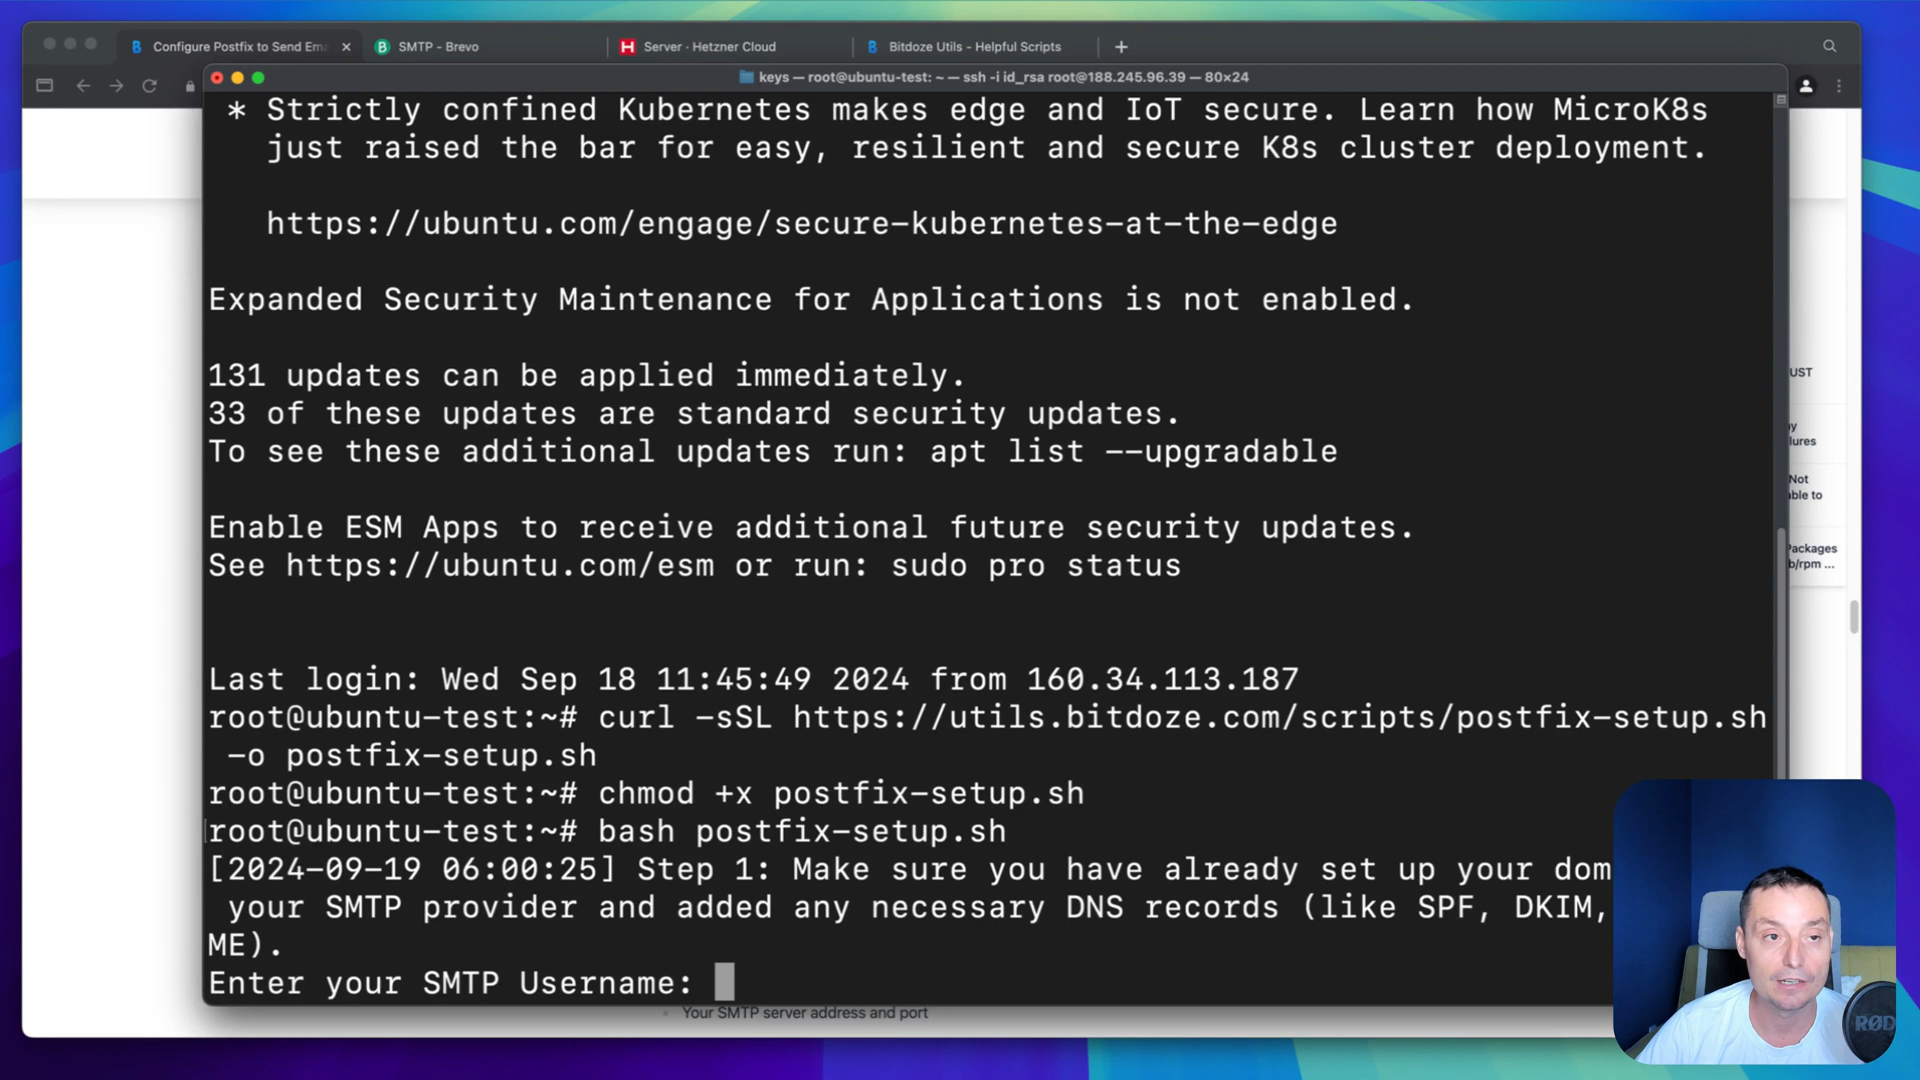 Configure Postfix to Send Ema
SMTP - Brevo
Server · Hetzner Cloud
Bitdoze Utils - Helpful Scripts
keys — root@ubuntu-test: ~ — ssh -i id_rsa root@188.245.96.39 — 80×24
* Strictly confined Kubernetes makes edge and IoT secure. Learn how MicroK8s
just raised the bar for easy, resilient and secure K8s cluster deployment.
https://ubuntu.com/engage/secure-kubernetes-at-the-edge
Expanded Security Maintenance for Applications is not enabled.
131 updates can be applied immediately.
33 of these updates are standard security updates.
To see these additional updates run: apt list --upgradable
Enable ESM Apps to receive additional future security updates.
See https://ubuntu.com/esm or run: sudo pro status
Last login: Wed Sep 18 11:45:49 2024 from 160.34.113.187
root@ubuntu-test:~# curl -sSL https://utils.bitdoze.com/scripts/postfix-setup.sh
-o postfix-setup.sh
root@ubuntu-test:~# chmod +x postfix-setup.sh
root@ubuntu-test:~# bash postfix-setup.sh
[2024-09-19 06:00:25] Step 1: Make sure you have already set up your dom
your SMTP provider and added any necessary DNS records (like SPF, DKIM,
ME).
Enter your SMTP Username:
Your SMTP server address and port
UST
lures
Not
able to
Packages
b/rpm ...
RØD